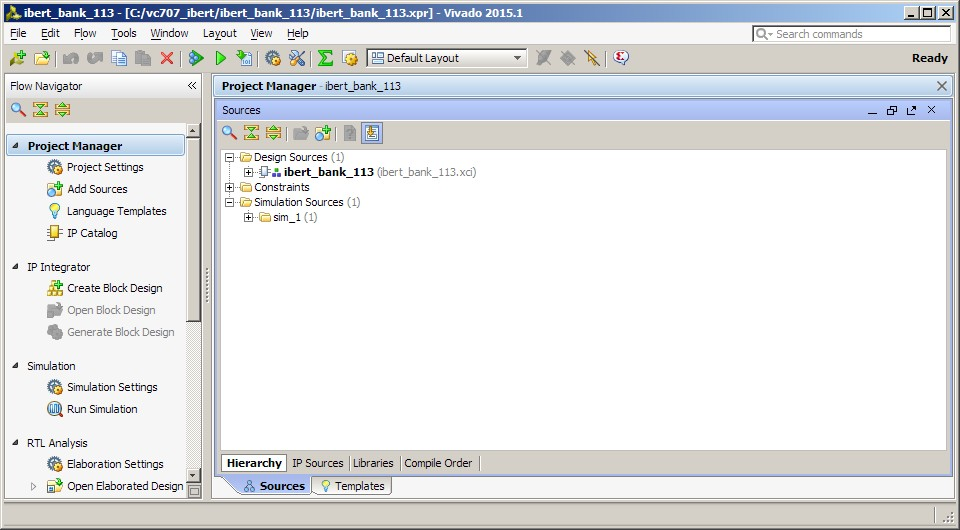 ibert_bank_113 - [C:/vc707_ibert/ibert_bank_113/ibert_bank_113.xpr] - Vivado 2015.1
File Edit Flow Tools Window Layout View Help
Search commands
Default Layout
Ready
Flow Navigator
Project Manager
Project Settings
Add Sources
Language Templates
IP Catalog
IP Integrator
Create Block Design
Open Block Design
Generate Block Design
Simulation
Simulation Settings
Run Simulation
RTL Analysis
Elaboration Settings
Open Elaborated Design
Project Manager - ibert_bank_113
Sources
Design Sources (1)
ibert_bank_113 (ibert_bank_113.xci)
Constraints
Simulation Sources (1)
sim_1 (1)
Hierarchy IP Sources Libraries Compile Order
Sources Templates